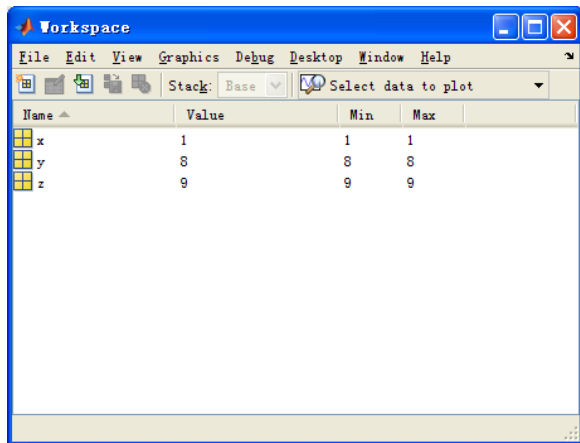 Workspace
File Edit View Graphics Debug Desktop Window Help
Stack: Base Select data to plot
Name Value Min Max
x 1 1 1
y 8 8 8
z 9 9 9